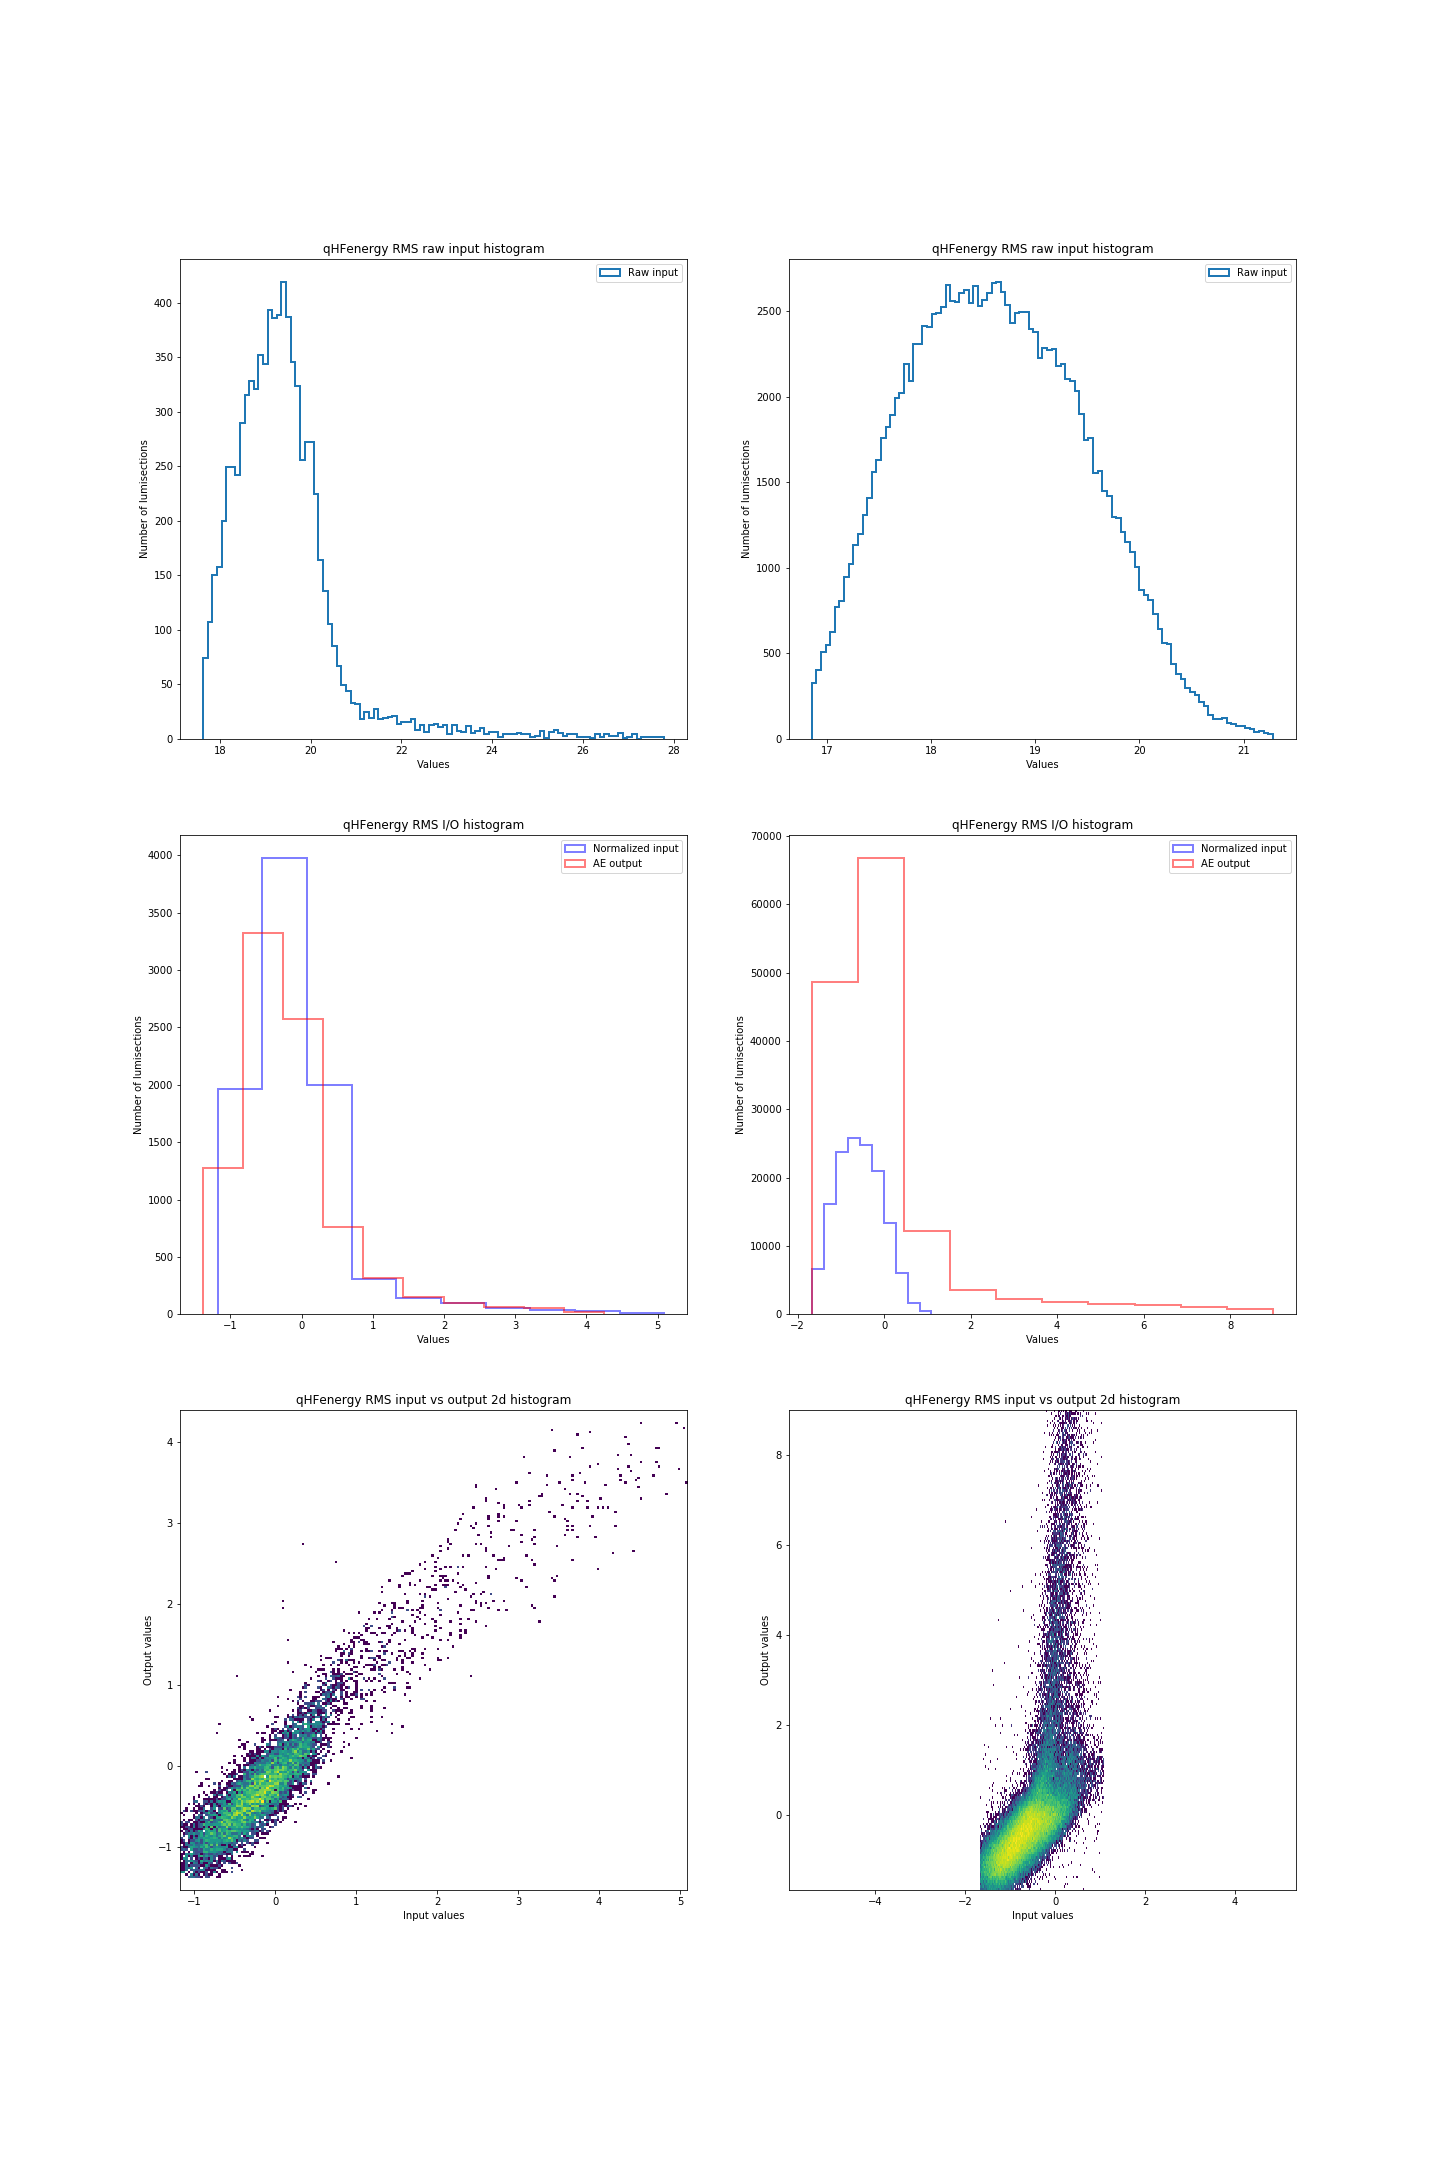 qHFenergy RMS raw input histogram
Raw input
400
350
300
250
200
150
100
50
0
Number of lumisections
18 20 22 24 26 28
Values
qHFenergy RMS raw input histogram
Raw input
2500
2000
1500
1000
500
0
Number of lumisections
17 18 19 20 21
Values
qHFenergy RMS I/O histogram
Normalized input
AE output
4000
3500
3000
2500
2000
1500
1000
500
0
Number of lumisections
−1 0 1 2 3 4 5
Values
qHFenergy RMS I/O histogram
Normalized input
AE output
70000
60000
50000
40000
30000
20000
10000
0
Number of lumisections
−2 0 2 4 6 8
Values
qHFenergy RMS input vs output 2d histogram
4
3
2
1
0
−1
Output values
−1 0 1 2 3 4 5
Input values
qHFenergy RMS input vs output 2d histogram
8
6
4
2
0
Output values
−4 −2 0 2 4
Input values